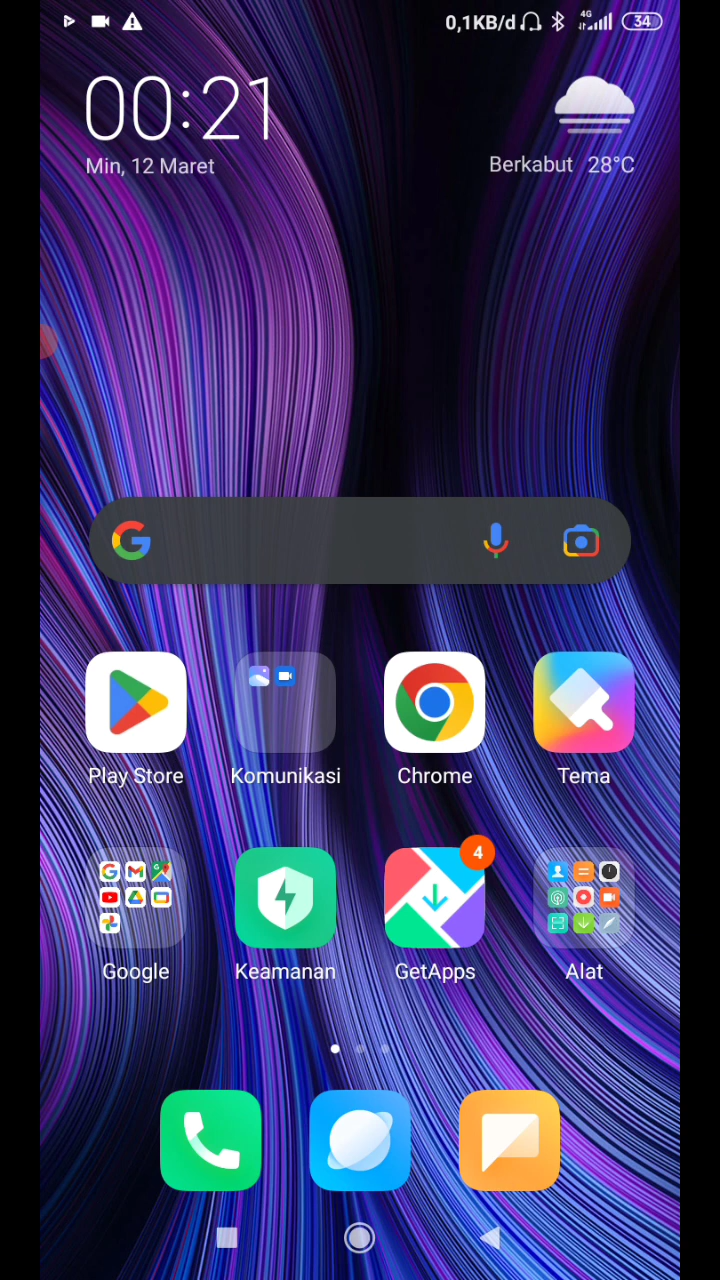 0,1KB/d 4G 34
00:21
Min, 12 Maret
Berkabut 28°C
Play Store
Komunikasi
Chrome
Tema
4
Google
Keamanan
GetApps
Alat